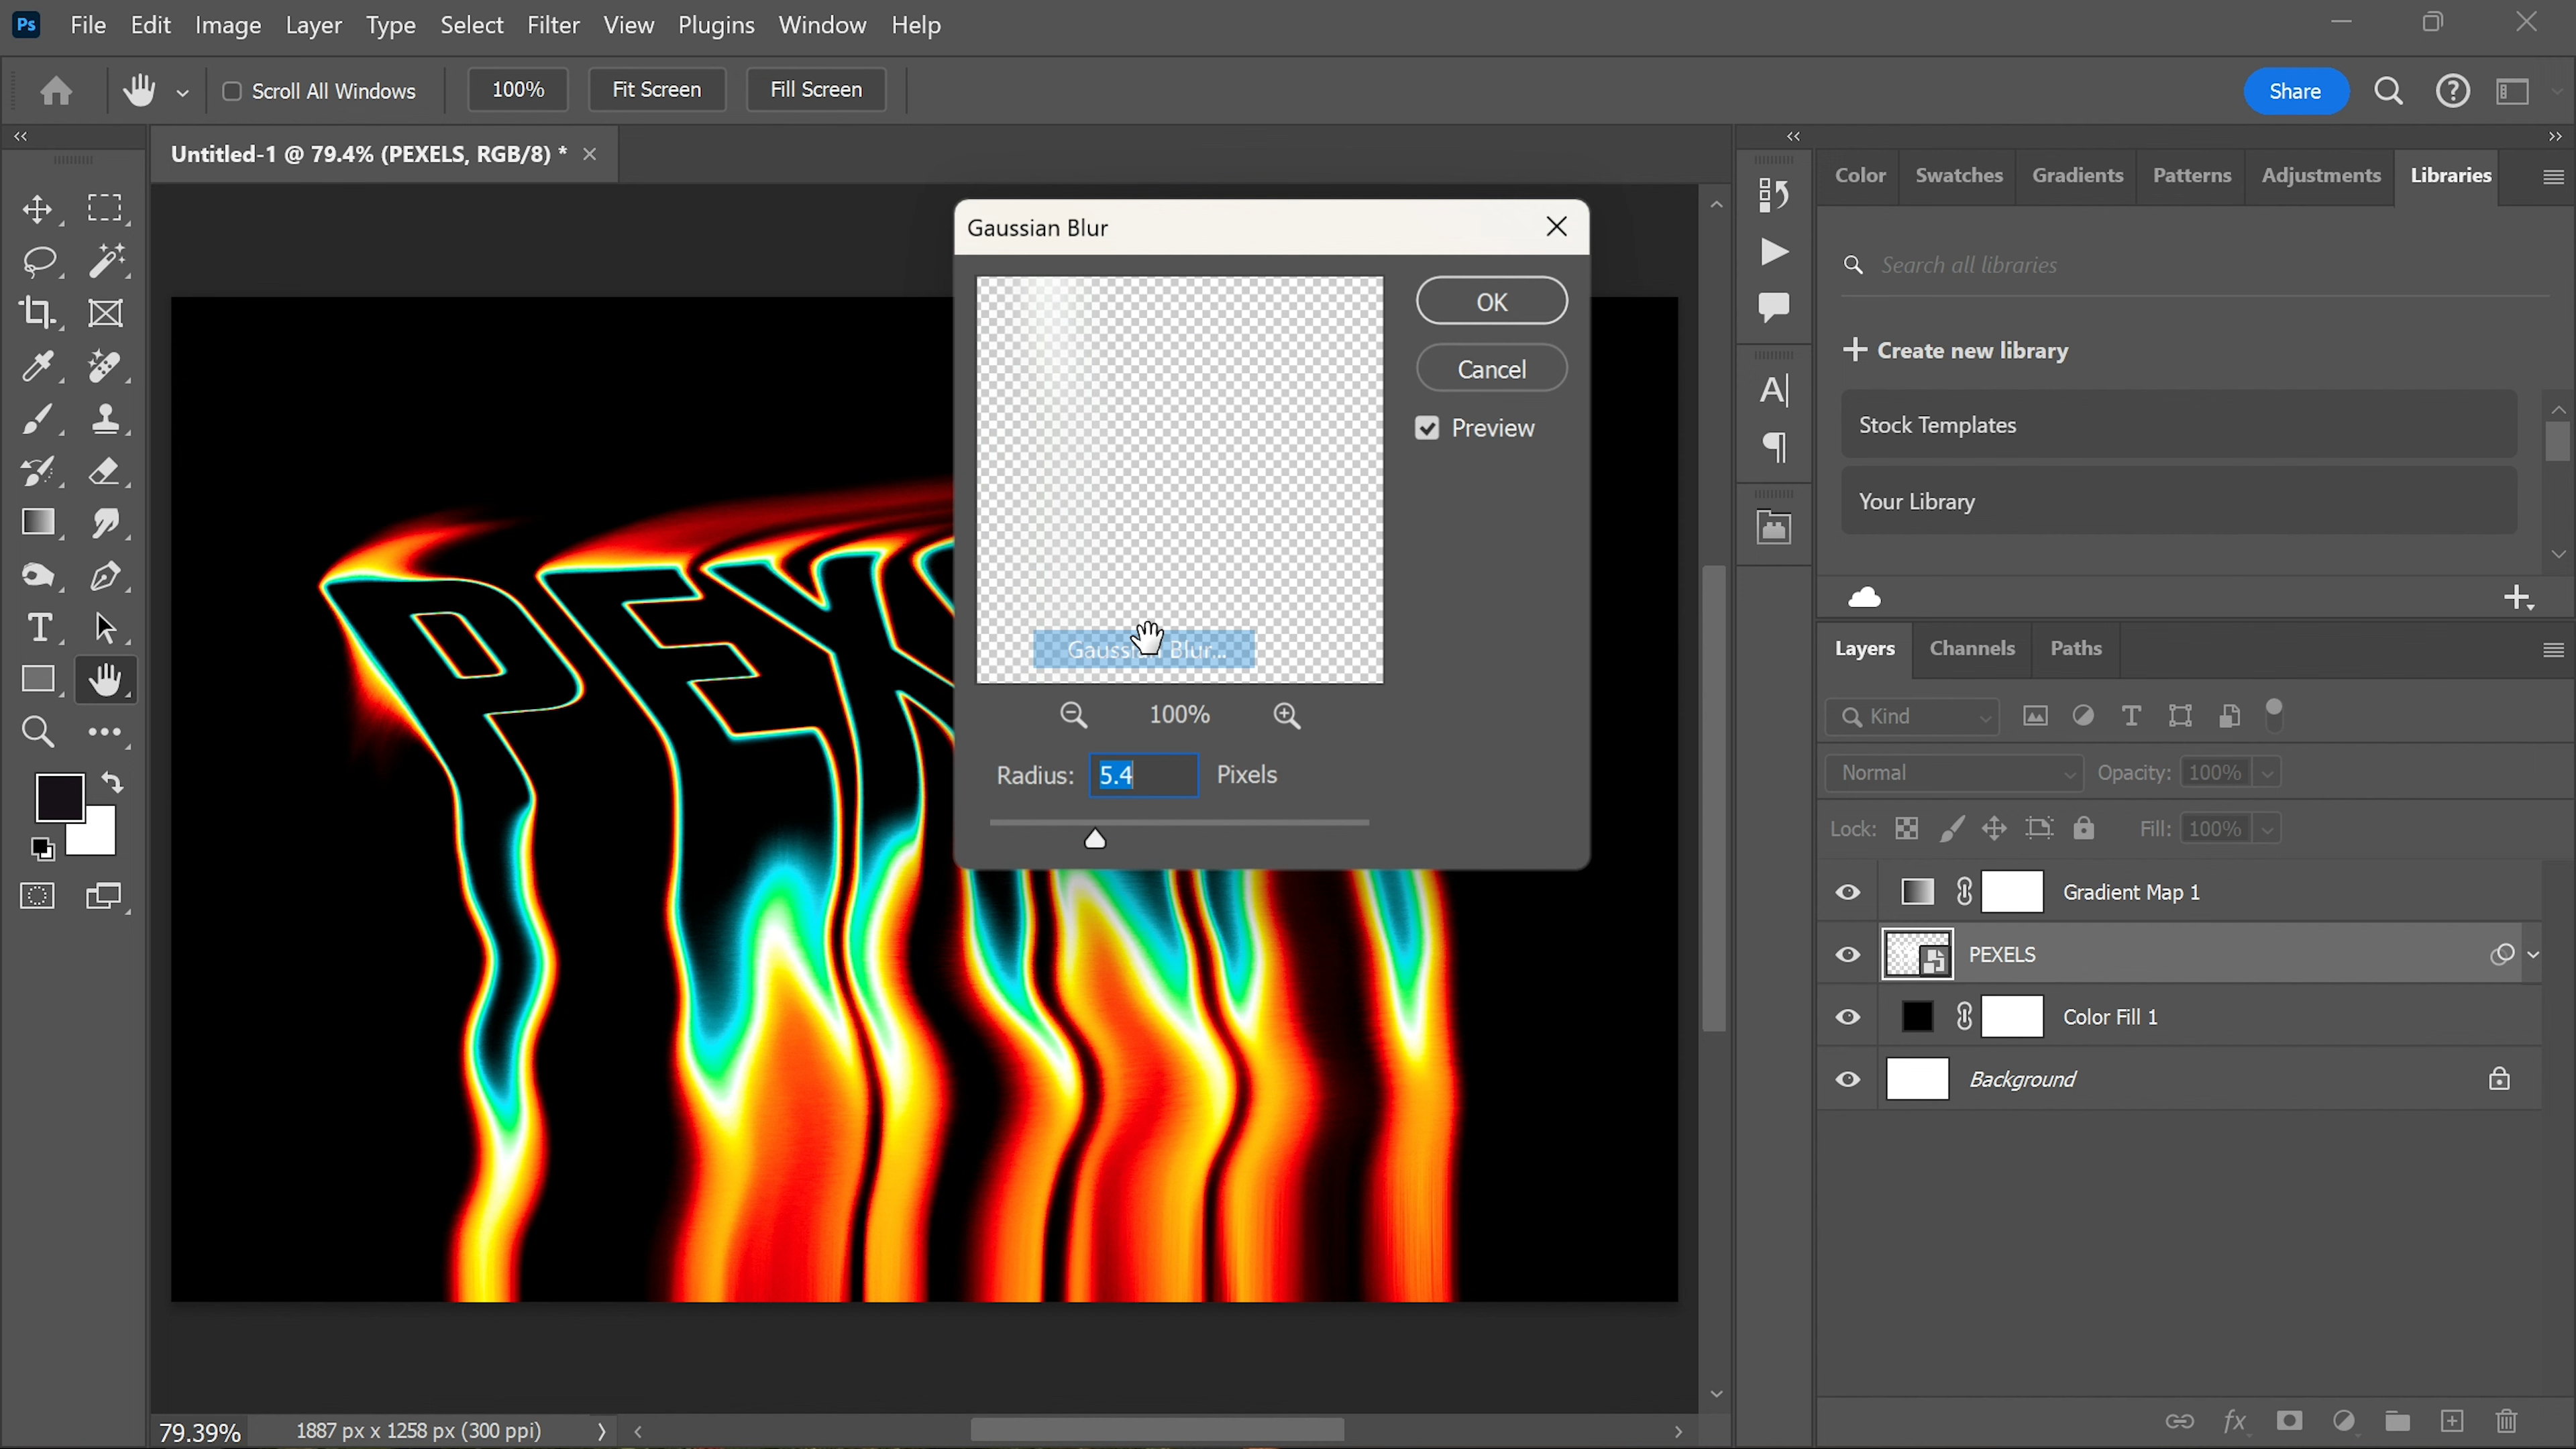 Ps File Edit Image Layer Type Select Filter View Plugins Window Help
Scroll All Windows 100% Fit Screen Fill Screen Share
Untitled-1 @ 79.4% (PEXELS, RGB/8) *
Color Swatches Gradients Patterns Adjustments Libraries
Gaussian Blur
OK
Cancel
Preview
Gaussian Blur...
100%
Radius: 5.4 Pixels
PEX
Search all libraries
Create new library
Stock Templates
Your Library
Layers Channels Paths
Kind
Normal Opacity: 100%
Lock: Fill: 100%
Gradient Map 1
PEXELS
Color Fill 1
Background
fx
79.39% 1887 px x 1258 px (300 ppi)